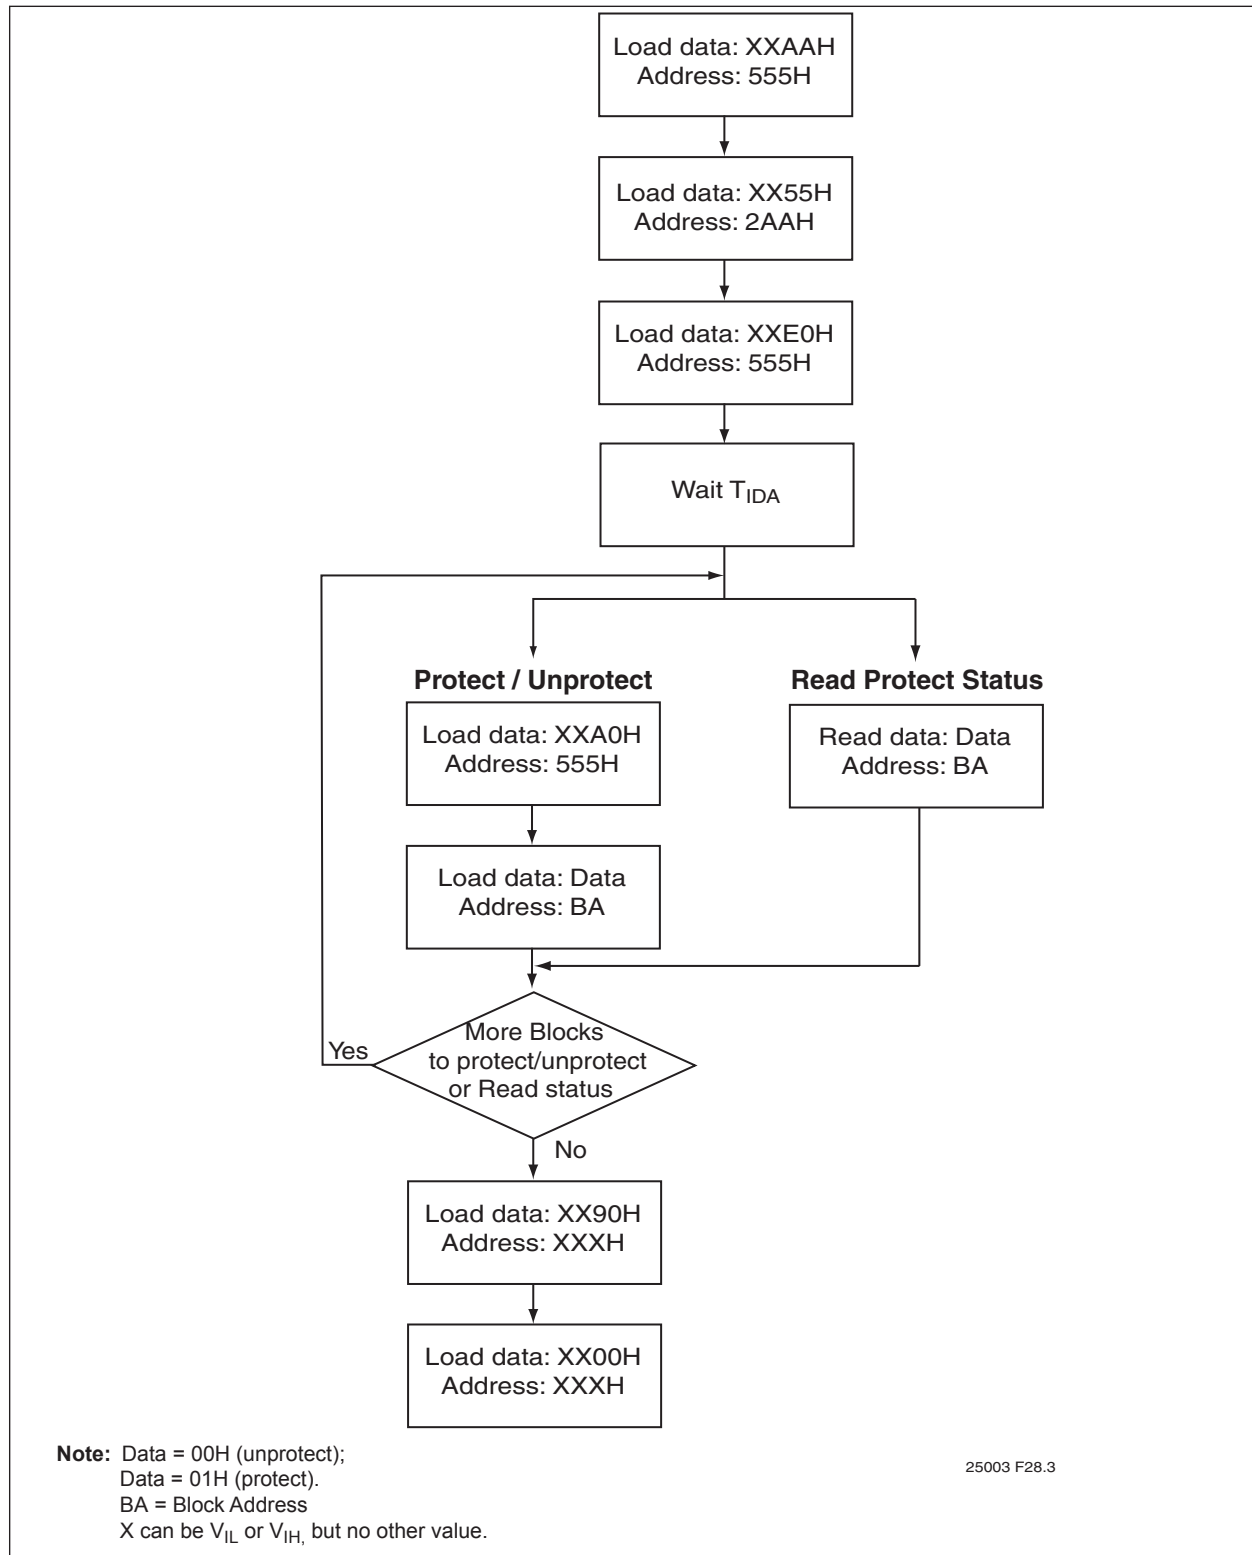 Load data: XXAAH
Address: 555H
Load data: XX55H
Address: 2AAH
Load data: XXE0H
Address: 555H
Wait TIDA
Protect / Unprotect
Load data: XXA0H
Address: 555H
Load data: Data
Address: BA
Read Protect Status
Read data: Data
Address: BA
More Blocks
to protect/unprotect
or Read status
Yes
No
Load data: XX90H
Address: XXXH
Load data: XX00H
Address: XXXH
Note: Data = 00H (unprotect);
Data = 01H (protect).
BA = Block Address
X can be VIL or VIH, but no other value.
25003 F28.3